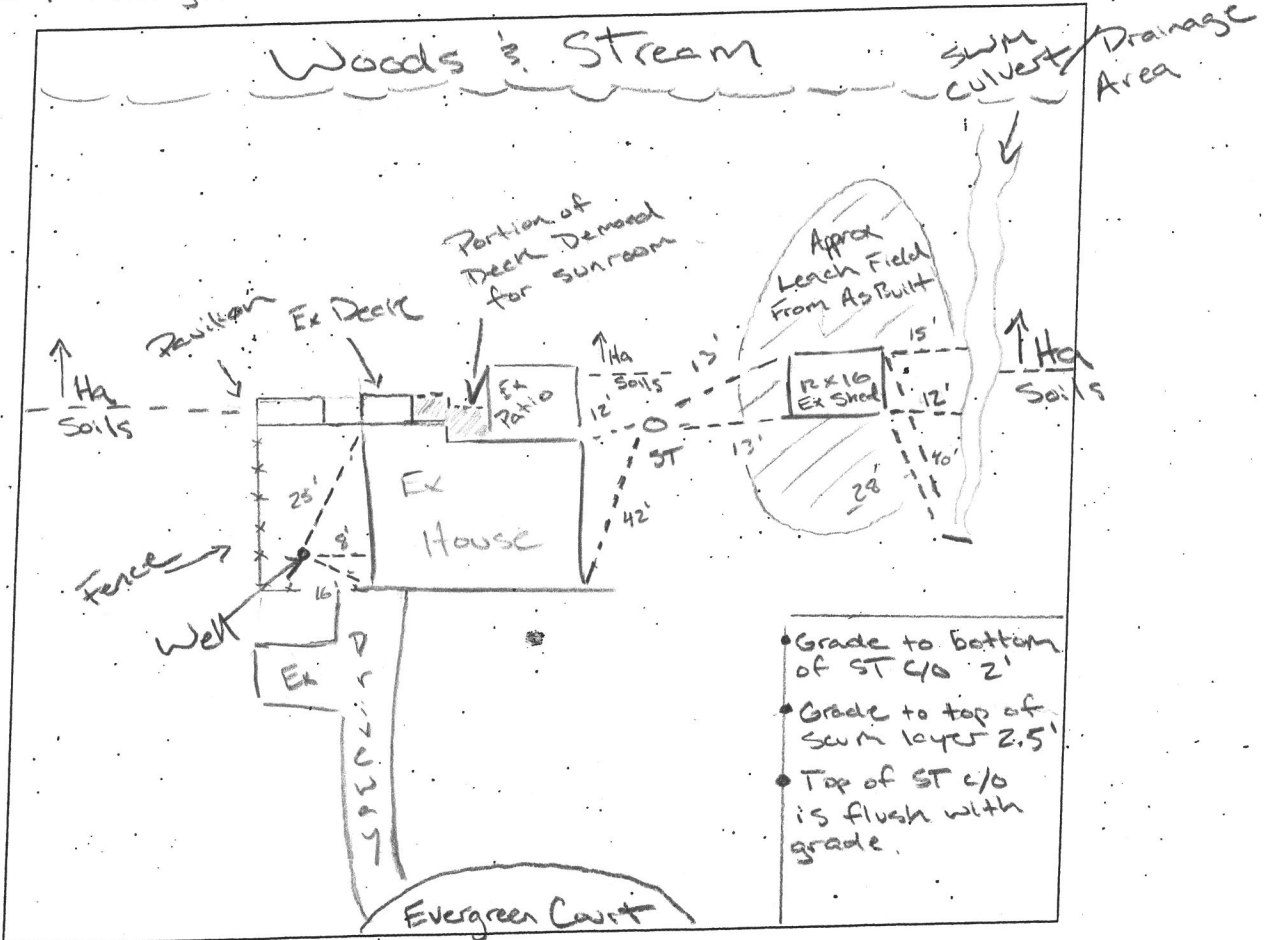 Woods & Stream
SWM
Culvert/
Drainage
Area
Portion of
Deck Demoed
for sunroom
Approx
Leach Field
From As Built
Pavilion
Ex Deck
Ha
Soils
Ha
Soils
Ex
Patio
12'
13'
ST
13'
12x16
Ex Shed
15'
12'
Ha
Soils
25'
8'
16'
Ex
House
42'
28'
40'
Fence
Well
Ex
Driveway
Evergreen Court
Grade to bottom
of ST c/o 2'
Grade to top of
scum layer 2.5'
Top of ST c/o
is flush with
grade.